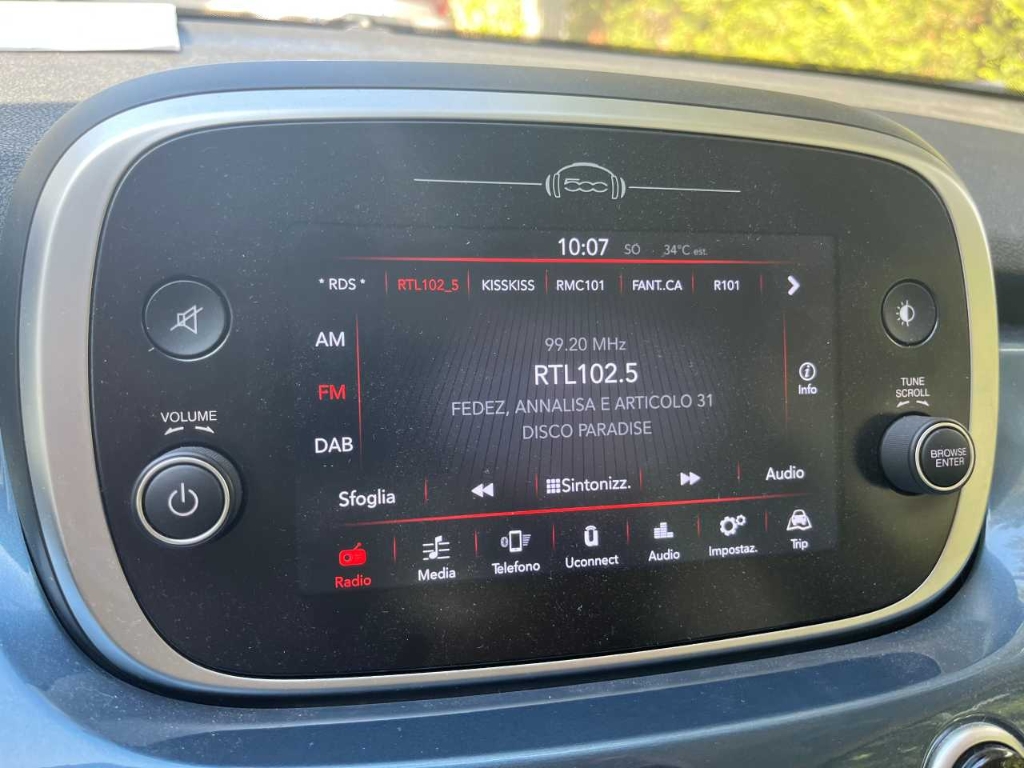 500
10:07 SO 34°C est.
* RDS * RTL102_5 KISSKISS RMC101 FANT.CA R101
AM
FM
DAB
99.20 MHz
RTL102.5
FEDEZ, ANNALISA E ARTICOLO 31
DISCO PARADISE
i
Info
Sfoglia Sintonizz. Audio
Radio Media Telefono Uconnect Audio Impostaz. Trip
VOLUME
TUNE
SCROLL
BROWSE
ENTER